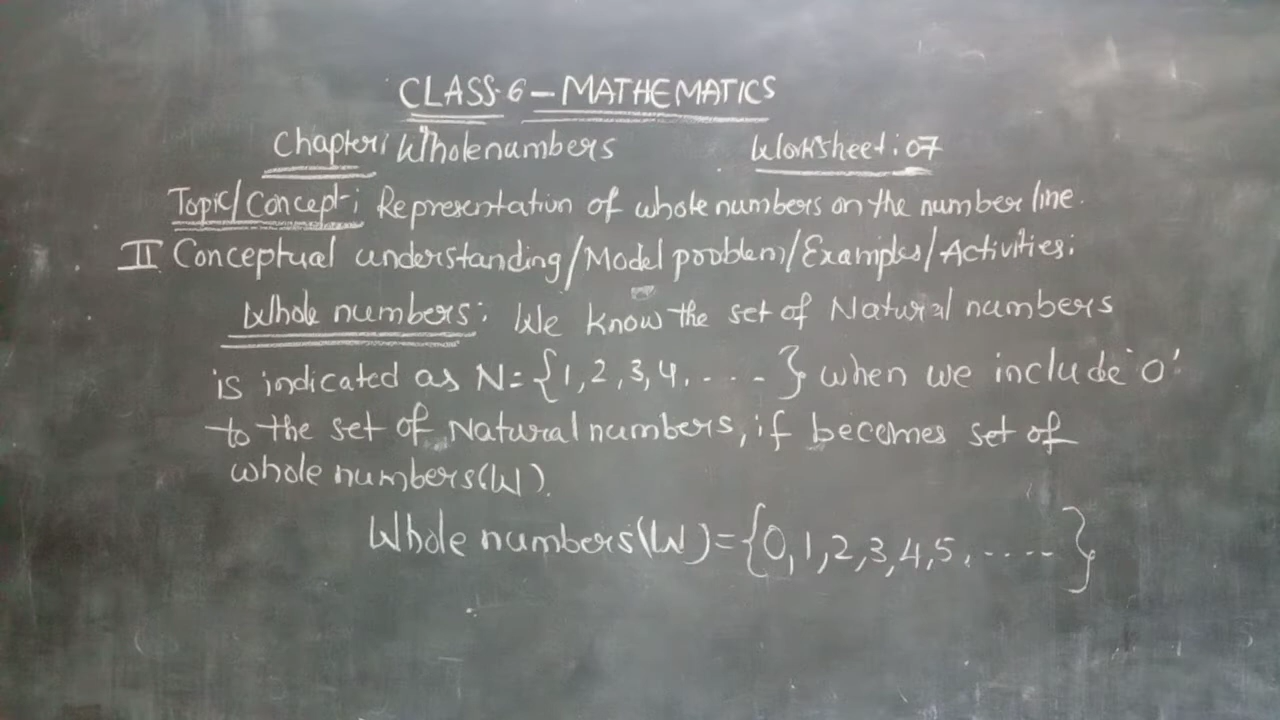 CLASS-6 - MATHEMATICS
Chapter: Wholenumbers Worksheet: 07
Topic/Concept: Representation of whole numbers on the number line.
II Conceptual understanding/Model problem/Examples/Activities:
Whole numbers: We know the set of Natural numbers
is indicated as N={1,2,3,4,.....} when we include '0'
to the set of Natural numbers, if becomes set of
whole numbers(W).
Whole numbers(W)={0,1,2,3,4,5,.....}